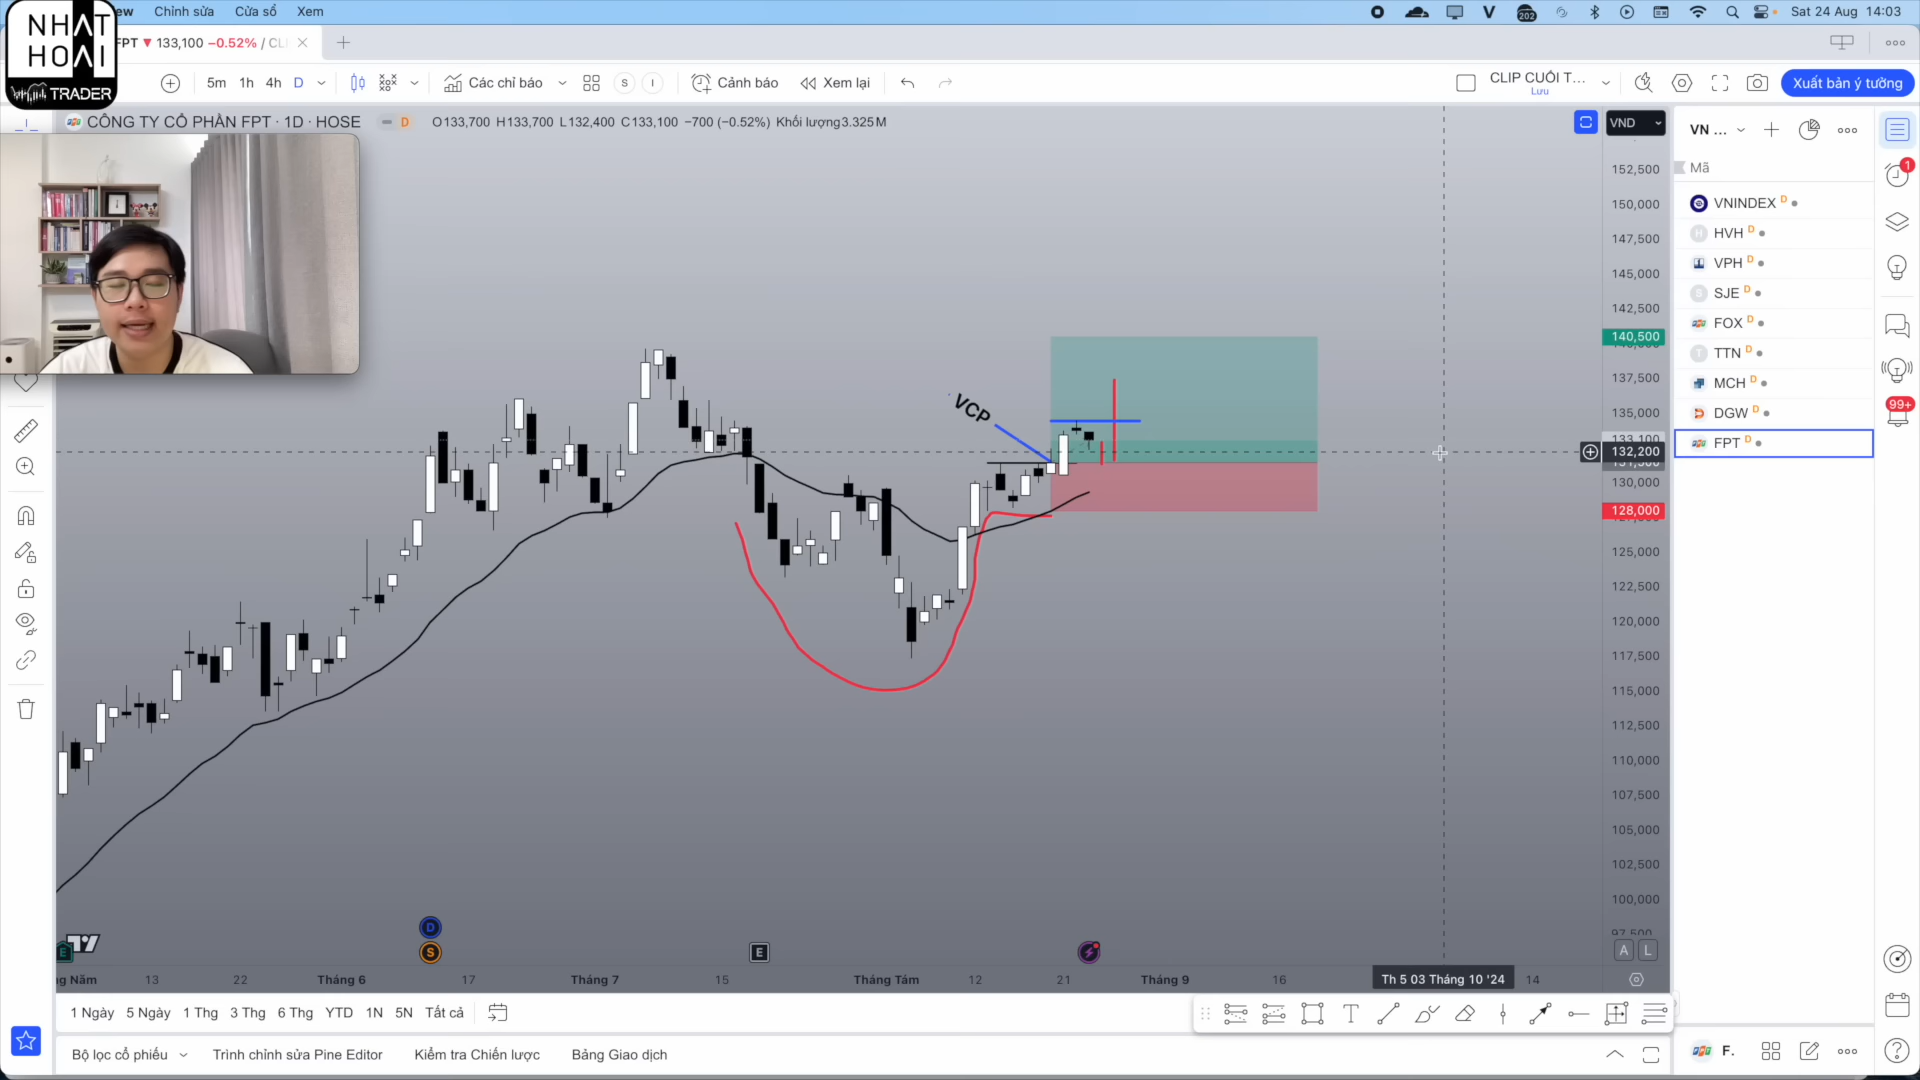 NHAT
HOAI
TRADER
ew Chỉnh sửa Cửa sổ Xem
202
Sat 24 Aug 14:03
FPT 133,100 −0.52% / CL
5m 1h 4h D
Các chỉ báo
S I
Cảnh báo
Xem lại
CLIP CUỐI T...
Lưu
Xuất bản ý tưởng
CÔNG TY CỔ PHẦN FPT · 1D · HOSE
D
O133,700 H133,700 L132,400 C133,100 −700 (−0.52%) Khối lượng3.325M
VND
VN ...
Mã
1
152,500
150,000
147,500
145,000
142,500
140,500
137,500
135,000
133,100
132,200
130,000
128,000
125,000
122,500
120,000
117,500
115,000
112,500
110,000
107,500
105,000
102,500
100,000
97,500
A L
VNINDEX D
HVH D
VPH D
SJE D
FOX D
TTN D
MCH D
DGW D
FPT D
99+
VCP
D
S
E
E
13 22 Tháng 6 17 Tháng 7 15 Tháng Tám 12 21 Tháng 9 16 Th 5 03 Tháng 10 '24 14
1 Ngày 5 Ngày 1 Thg 3 Thg 6 Thg YTD 1N 5N Tất cả
Bộ lọc cổ phiếu Trình chỉnh sửa Pine Editor Kiểm tra Chiến lược Bảng Giao dịch
F.